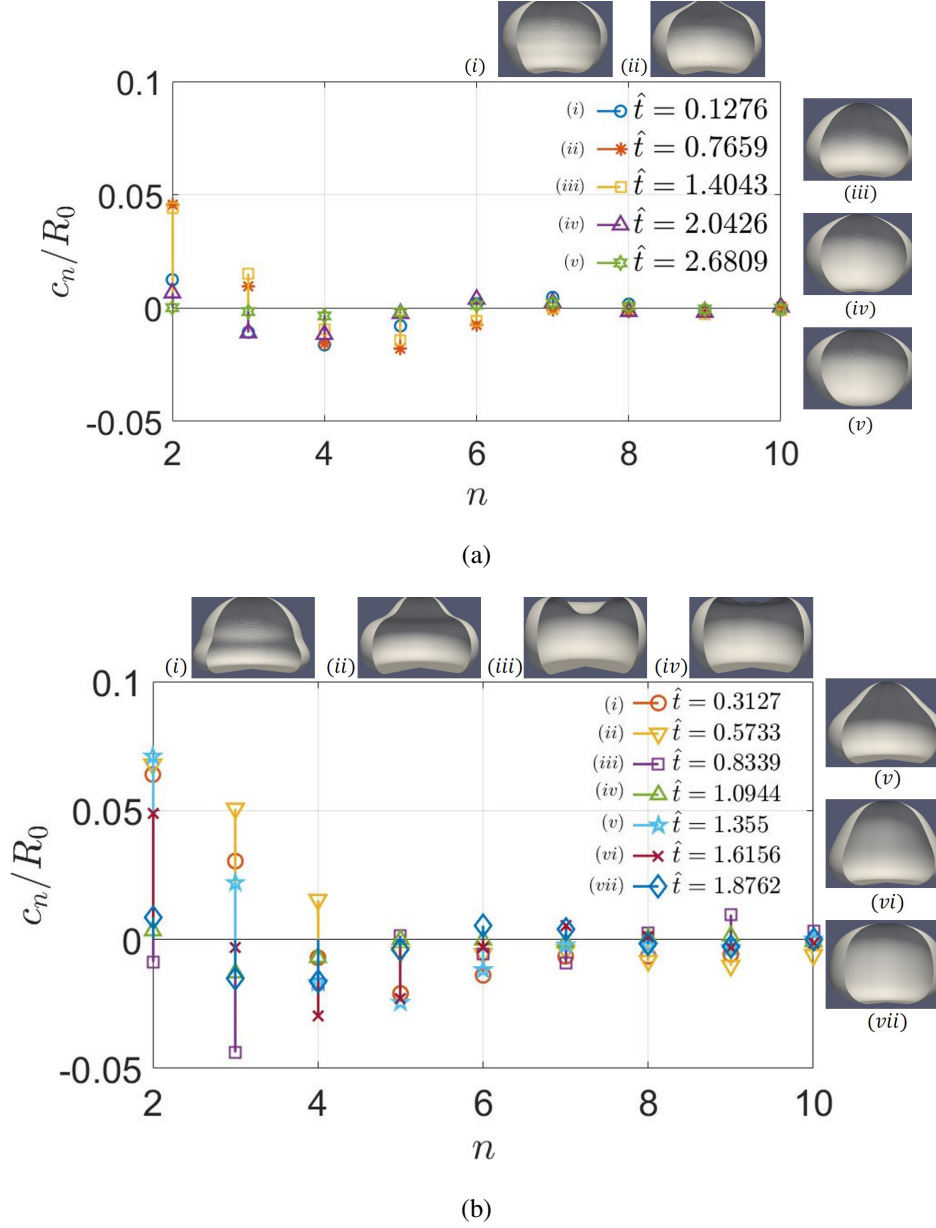 (i) (ii)
0.1
(i) t̂ = 0.1276
(ii) t̂ = 0.7659
(iii) t̂ = 1.4043
(iv) t̂ = 2.0426
(v) t̂ = 2.6809
(iii)
0.05
c_n/R_0
(iv)
0
(v)
-0.05
2 4 6 8 10
n
(a)
(i) (ii) (iii) (iv)
0.1
(i) t̂ = 0.3127
(ii) t̂ = 0.5733
(iii) t̂ = 0.8339
(iv) t̂ = 1.0944
(v) t̂ = 1.355
(vi) t̂ = 1.6156
(vii) t̂ = 1.8762
(v)
0.05
c_n/R_0
(vi)
0
(vii)
-0.05
2 4 6 8 10
n
(b)